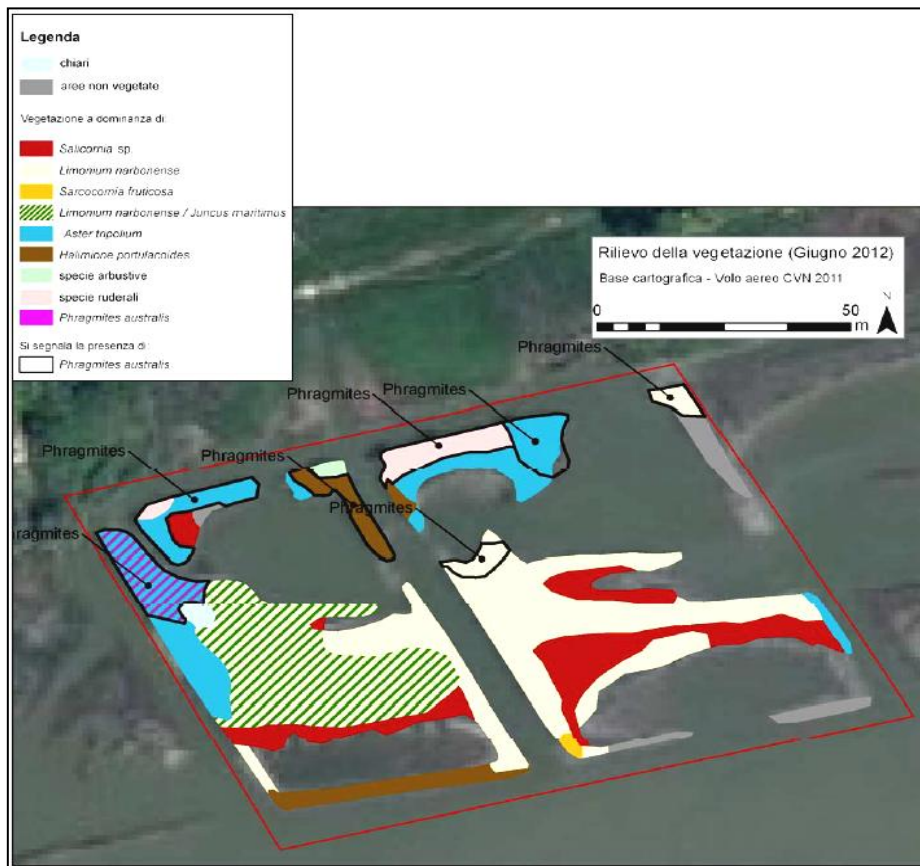 Legenda
chiari
aree non vegetate
Vegetazione a dominanza di:
Salicornia sp.
Limonium narbonense
Sarcocornia fruticosa
Limonium narbonense / Juncus maritimus
Aster tripolium
Halimione portulacoides
specie arbustive
specie ruderali
Phragmites australis
Si segnala la presenza di:
Phragmites australis
Rilievo della vegetazione (Giugno 2012)
Base cartografica - Volo aereo CVN 2011
0 50
m
N
Phragmites
Phragmites
Phragmites
Phragmites
Phragmites
Phragmites
hragmites